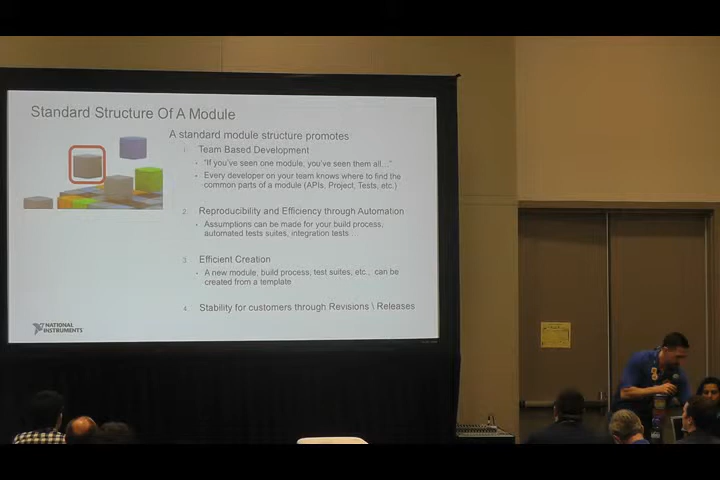 Standard Structure Of A Module
A standard module structure promotes
1. Team Based Development
• "If you've seen one module, you've seen them all..."
• Every developer on your team knows where to find the
common parts of a module (APIs, Project, Tests, etc.)
2. Reproducibility and Efficiency through Automation
• Assumptions can be made for your build process,
automated tests suites, integration tests ...
3. Efficient Creation
• A new module, build process, test suites, etc., can be
created from a template
4. Stability for customers through Revisions \ Releases
NATIONAL
INSTRUMENTS